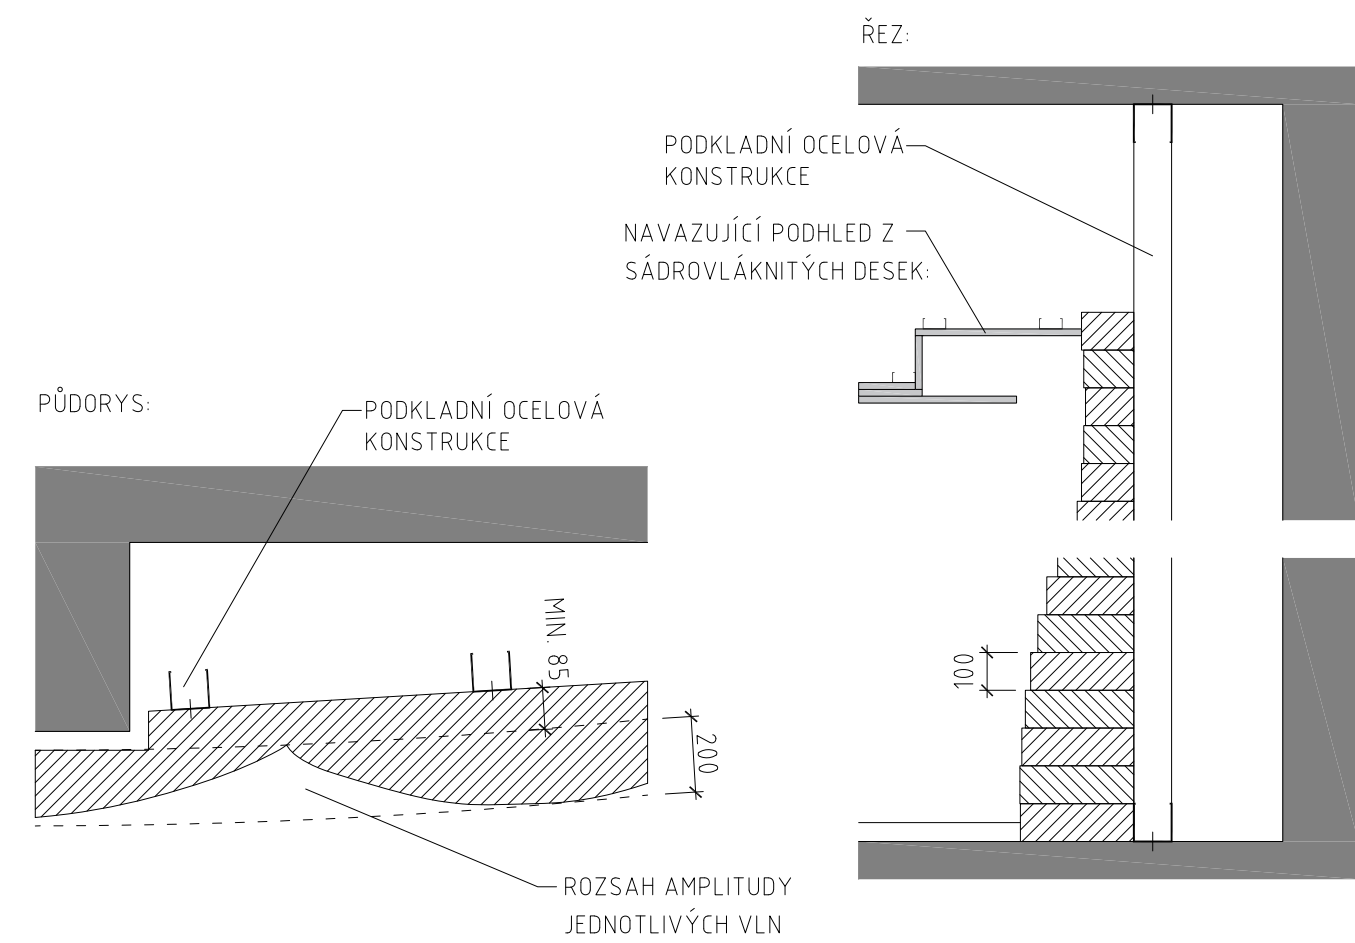 ŘEZ:
PODKLADNÍ OCELOVÁ
KONSTRUKCE
NAVAZUJÍCÍ PODHLED Z
SÁDROVLÁKNITÝCH DESEK:
PŮDORYS:
PODKLADNÍ OCELOVÁ
KONSTRUKCE
MIN. 85
200
100
ROZSAH AMPLITUDY
JEDNOTLIVÝCH VLN